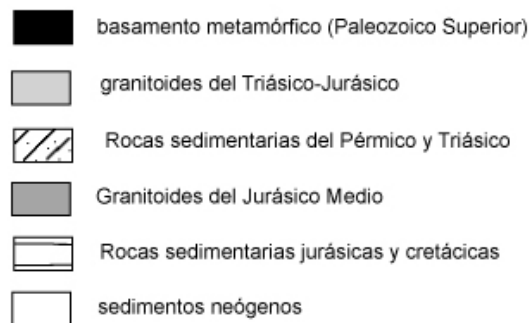 basamento metamórfico (Paleozoico Superior)
granitoides del Triásico-Jurásico
Rocas sedimentarias del Pérmico y Triásico
Granitoides del Jurásico Medio
Rocas sedimentarias jurásicas y cretácicas
sedimentos neógenos